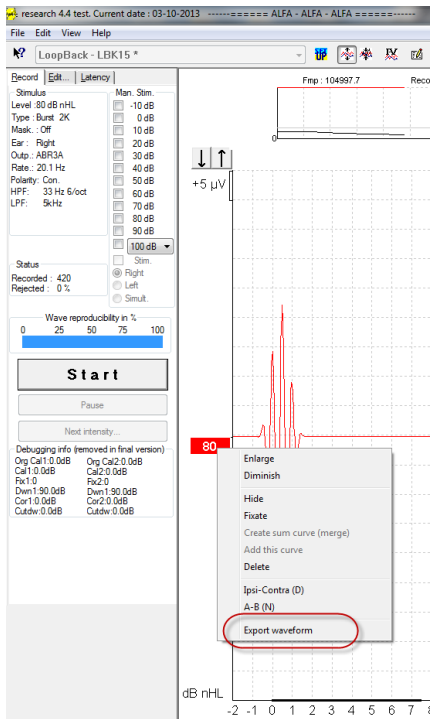 research 4.4 test. Current date : 03-10-2013 ------====== ALFA - ALFA - ALFA ======------
File Edit View Help
LoopBack - LBK15 *
UP
Record Edit... Latency
Stimulus
Level :80 dB nHL
Type : Burst 2K
Mask. : Off
Ear : Right
Outp.: ABR3A
Rate.: 20.1 Hz
Polarity: Con.
HPF: 33 Hz 6/oct
LPF: 5kHz
Man. Stim.
-10 dB
0 dB
10 dB
20 dB
30 dB
40 dB
50 dB
60 dB
70 dB
80 dB
90 dB
100 dB
Stim.
Right
Left
Simult.
Status
Recorded : 420
Rejected : 0 %
Wave reproducibility in %
0 25 50 75 100
Start
Pause
Next intensity...
Debugging info (removed in final version)
Org Cal1:0.0dB Org Cal2:0.0dB
Cal1:0.0dB Cal2:0.0dB
Fix1:0 Fix2:0
Dwn1:90.0dB Dwn1:90.0dB
Cor1:0.0dB Cor2:0.0dB
Cutdw:0.0dB Cutdw:0.0dB
Fmp : 104997.7 Reco
0
+5 µV
80
Enlarge
Diminish
Hide
Fixate
Create sum curve (merge)
Add this curve
Delete
Ipsi-Contra (D)
A-B (N)
Export waveform
dB nHL
-2 -1 0 1 2 3 4 5 6 7 8